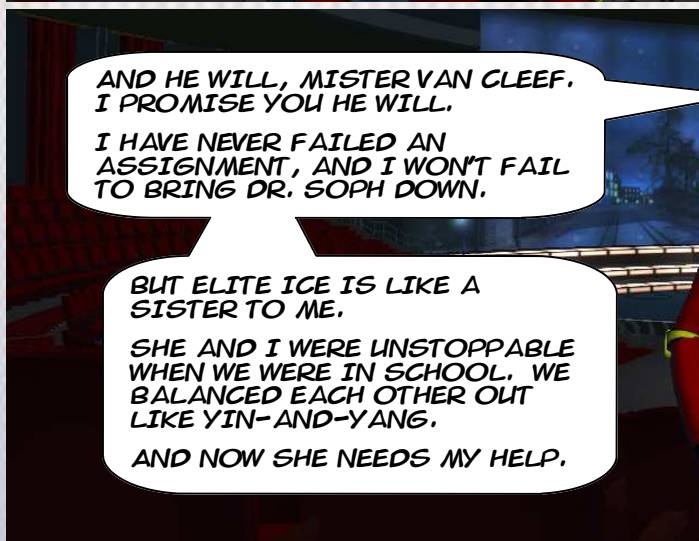 AND HE WILL, MISTER VAN CLEEF.
I PROMISE YOU HE WILL.
I HAVE NEVER FAILED AN
ASSIGNMENT, AND I WON'T FAIL
TO BRING DR. SOPH DOWN.
BUT ELITE ICE IS LIKE A
SISTER TO ME.
SHE AND I WERE UNSTOPPABLE
WHEN WE WERE IN SCHOOL. WE
BALANCED EACH OTHER OUT
LIKE YIN-AND-YANG.
AND NOW SHE NEEDS MY HELP.